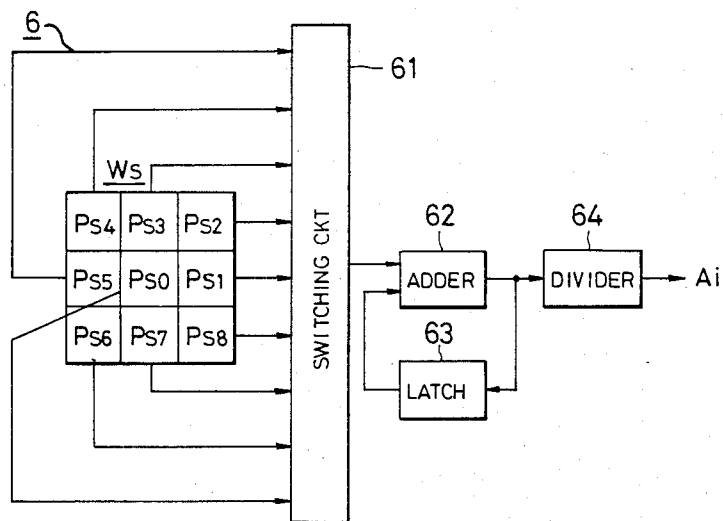 6
61
Ws
PS4 PS3 PS2
PS5 PS0 PS1
PS6 PS7 PS8
SWITCHING CKT
62
ADDER
63
LATCH
64
DIVIDER
Ai